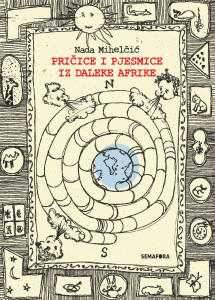 Nada Mihelčić
PRIČICE I PJESMICE
IZ DALEKE AFRIKE
N
S
SEMAFORA